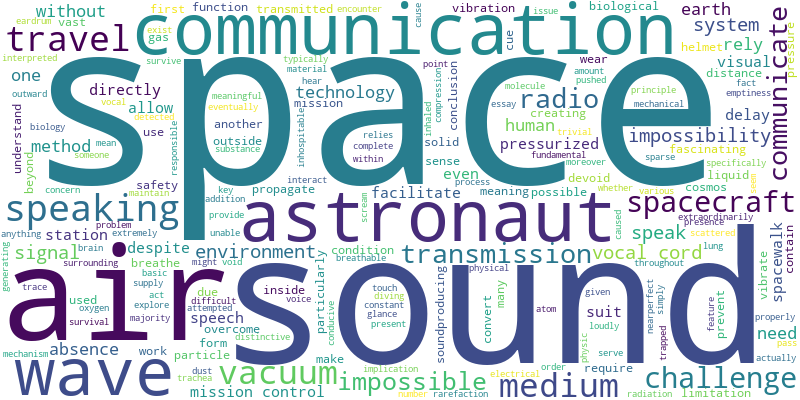 without
vast
first
existing
gas
function
transmitted
encounter
cause
issue
vibration
cue
wear
biological
helmet
earth
system
pressure
travel
communication
communicate
rely
visual
distance
fact
emptiness
interpreted
survive
typically
material
hear
meaningful
eventually
point
compression
conclusion
amount
pushed
molecule
essay
principle
mechanical
outward
vocal
detected
biology
mean
someone
one
directly
allow
understand
use
responsible
space
technology
mission
another
outside
substance
inhospitable
relies
complete
within
inhaled
radio
creating
human
trivial
pressurized
fundamental
moreover
delay
impossibility
fascinating
sparse
specifically
method
beyond
concern
safety
maintain
key
addition
unable
interact
provide
propagate
solid
sense
even
process
facilitate
meaning
possible
devoid
whether
liquid
various
cosmos
seem
speaking
astronaut
scream
caused
speak
spacecraft
extraordinarily
presence
scattered
problem
station
anything
extremely
signal
despite
environment
condition
breathable
transmission
vocal cord
throughout
lung
spacewalk
contain
generating
brain
surrounding
breathe
might
void
particularly
conducive
physical
air
sound
trace
basic
supply
act
explore
oxygen
survival
majority
due
difficult
attempted
inside
voice
touch
diving
constant
glance
present
soundproducing
convert
many
atom
given
suit
loudly
physic
vibrate
simply
nearperfect
trapped
feature
prevent
need
properly
pass
actually
used
speech
overcome
distinctive
form
mechanism
absence
work
particle
dust
trachea
make
implication
wave
vacuum
mission control
impossible
electrical
number
rarefaction
medium
order
require
serve
challenge
radiation
limitation